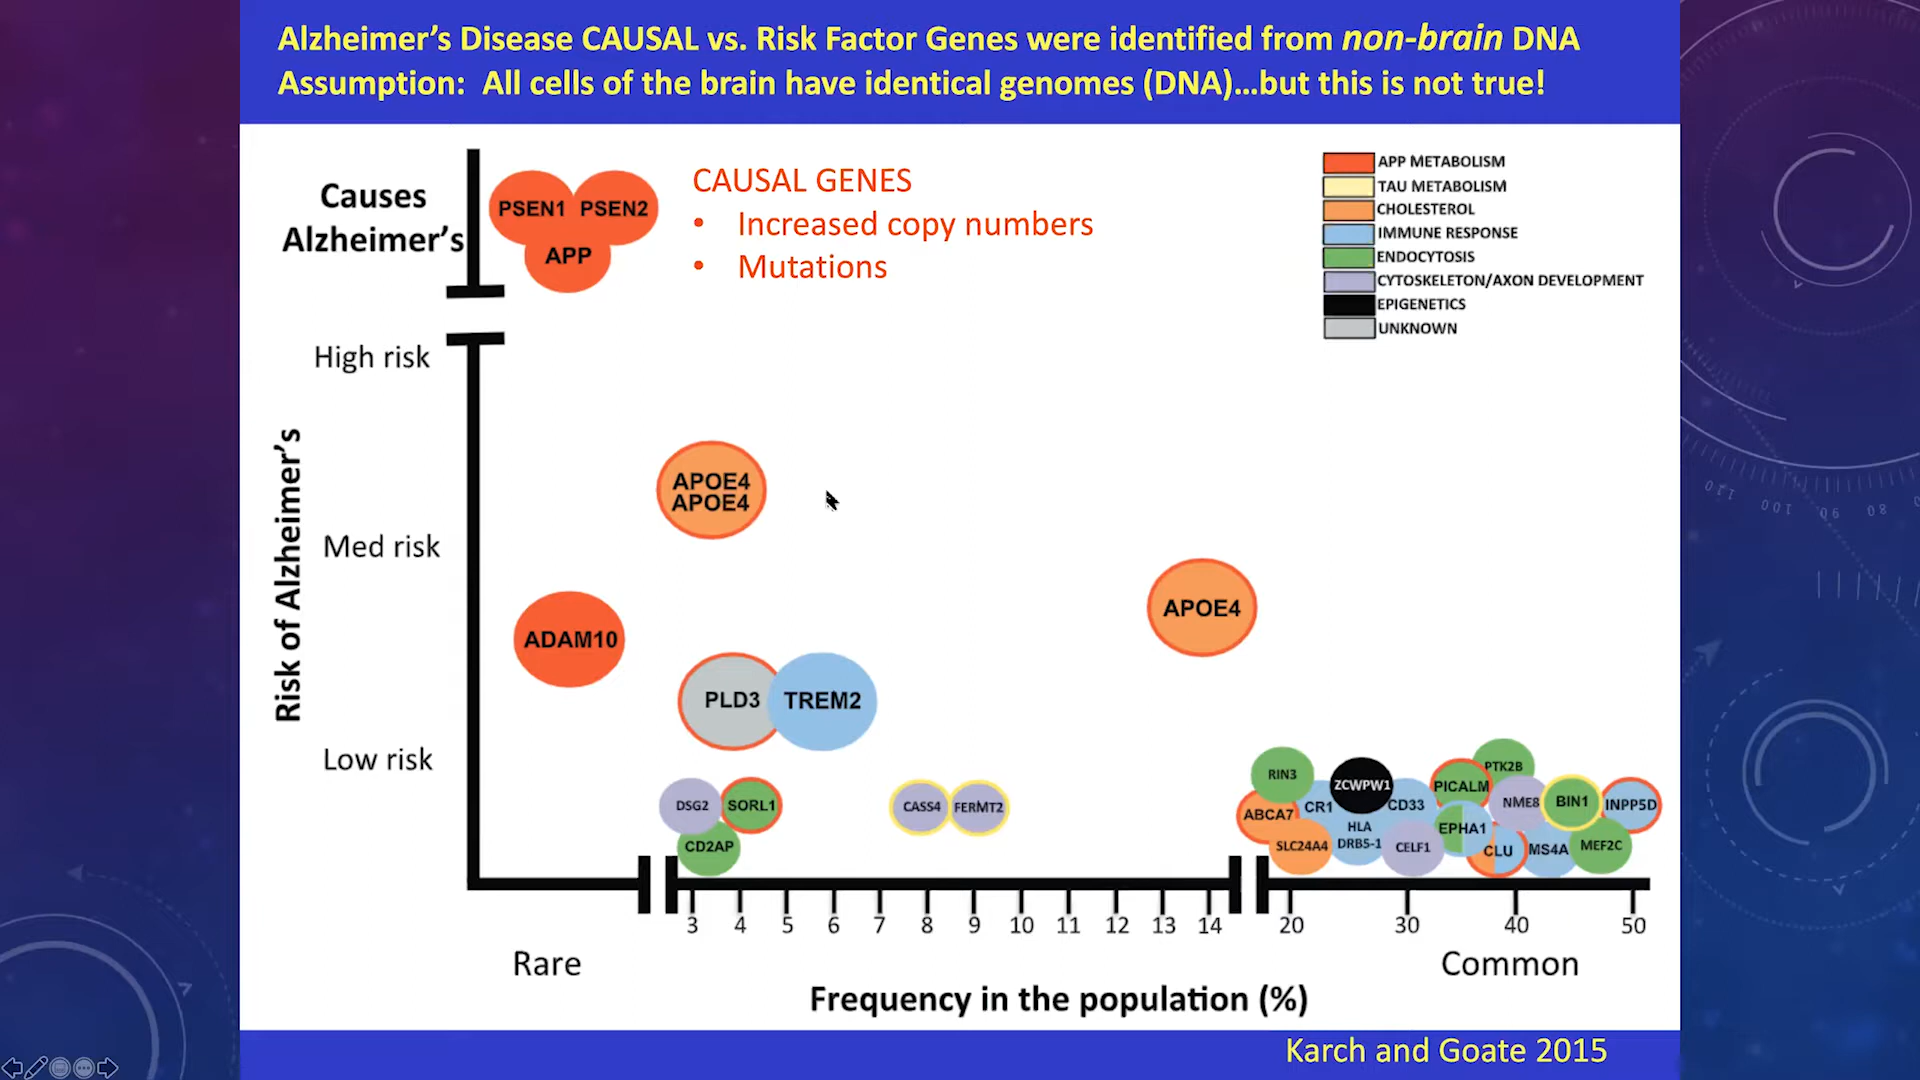 Alzheimer's Disease CAUSAL vs. Risk Factor Genes were identified from non-brain DNA
Assumption: All cells of the brain have identical genomes (DNA)...but this is not true!
Causes
Alzheimer's
PSEN1 PSEN2
APP
CAUSAL GENES
• Increased copy numbers
• Mutations
APP METABOLISM
TAU METABOLISM
CHOLESTEROL
IMMUNE RESPONSE
ENDOCYTOSIS
CYTOSKELETON/AXON DEVELOPMENT
EPIGENETICS
UNKNOWN
High risk
Med risk
Low risk
Risk of Alzheimer's
APOE4
APOE4
APOE4
ADAM10
PLD3
TREM2
DSG2
SORL1
CD2AP
CASS4
FERMT2
RIN3
ABCA7
SLC24A4
CR1
ZCWPW1
HLA
DRB5-1
CD33
CELF1
PICALM
EPHA1
CLU
PTK2B
NME8
MS4A
BIN1
MEF2C
INPP5D
3 4 5 6 7 8 9 10 11 12 13 14 20 30 40 50
Rare
Common
Frequency in the population (%)
Karch and Goate 2015
110
100
90
80